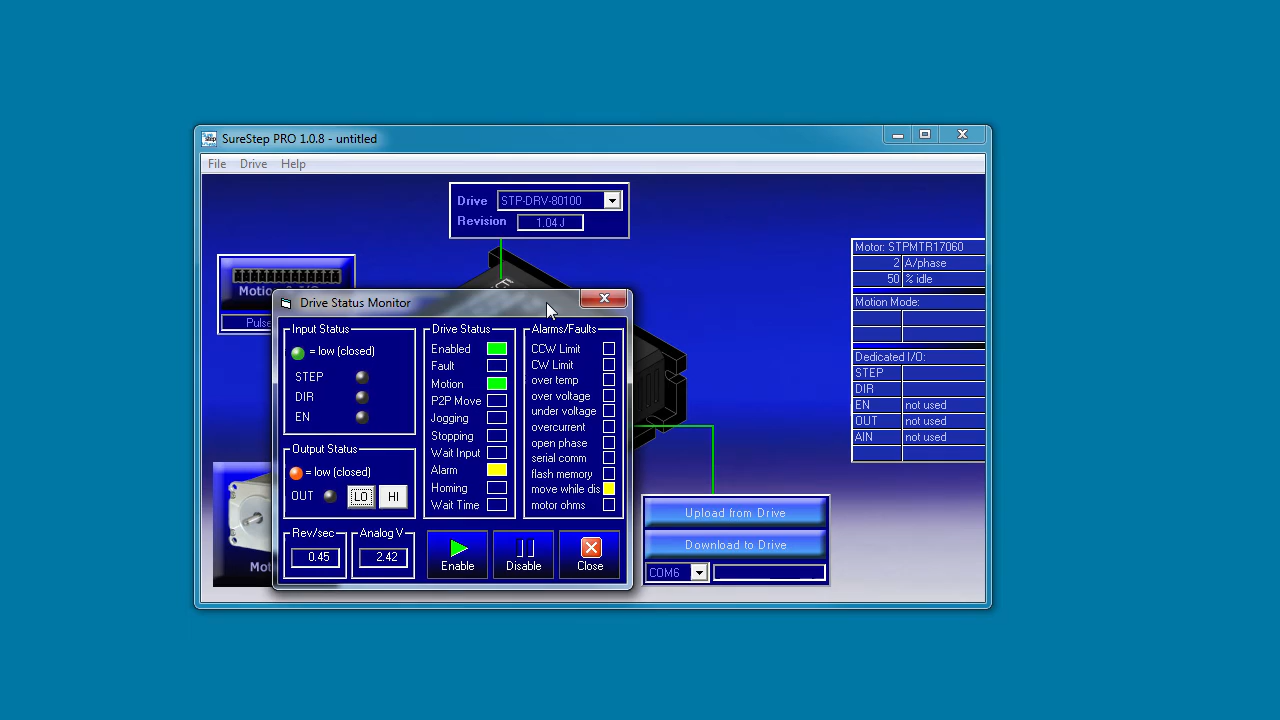 SureStep PRO 1.0.8 - untitled
File Drive Help
Drive STP-DRV-80100
Revision 1.04J
Motor: STPMTR17060
2 A/phase
50 % idle
Motion Mode:
Dedicated I/O:
STEP
DIR
EN not used
OUT not used
AIN not used
Pulse
Drive Status Monitor
Input Status
= low (closed)
STEP
DIR
EN
Output Status
= low (closed)
OUT LO HI
Rev/sec
0.45
Analog V
2.42
Drive Status
Enabled
Fault
Motion
P2P Move
Jogging
Stopping
Wait Input
Alarm
Homing
Wait Time
Alarms/Faults
CCW Limit
CW Limit
over temp
over voltage
under voltage
overcurrent
open phase
serial comm
flash memory
move while dis
motor ohms
Enable
Disable
Close
Upload from Drive
Download to Drive
COM6
Mot